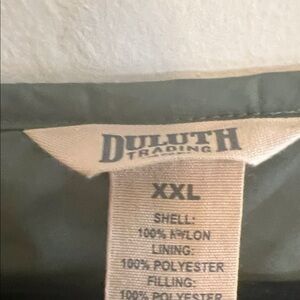 DULUTH
TRADING
XXL
SHELL:
100% NYLON
LINING:
100% POLYESTER
FILLING:
100% POLYESTER